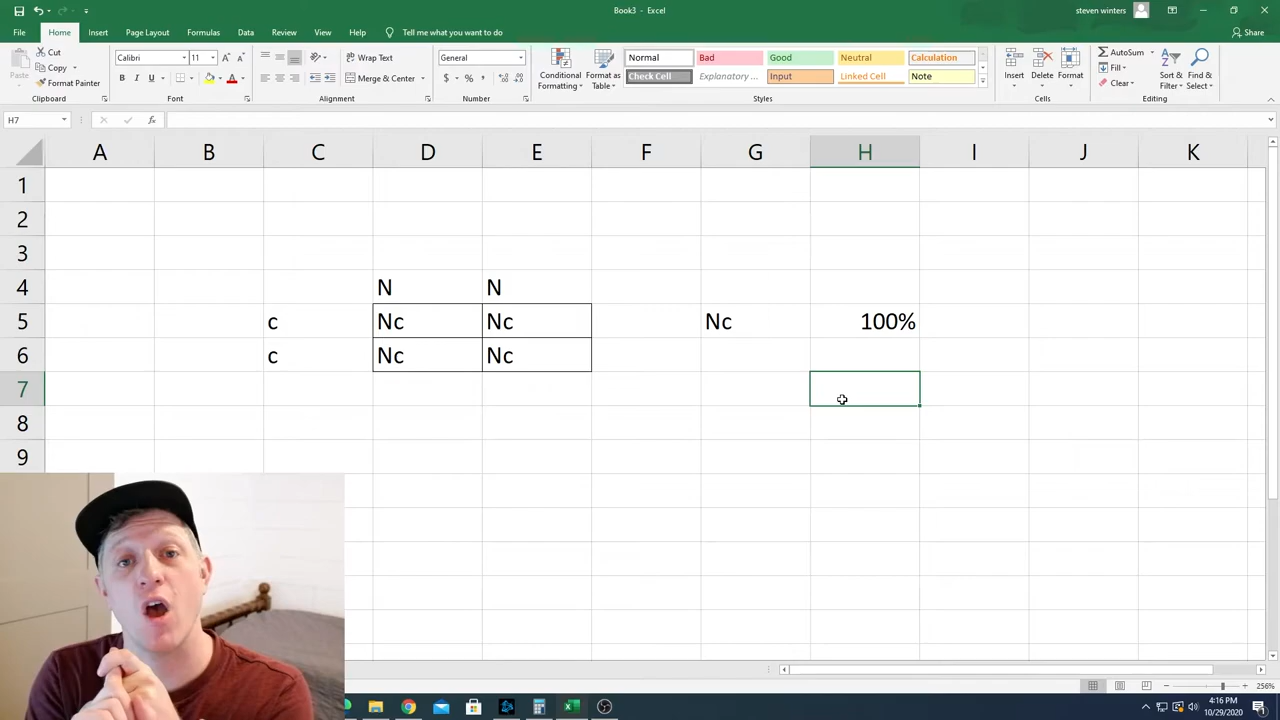 Book3 - Excel
steven winters
File Home Insert Page Layout Formulas Data Review View Help Tell me what you want to do
Share
Paste
Cut
Copy
Format Painter
Clipboard
Calibri 11
B I U
Font
Wrap Text
Merge & Center
Alignment
General
$ % ,
Number
Conditional Formatting
Format as Table
Normal Bad Good Neutral Calculation
Check Cell Explanatory ... Input Linked Cell Note
Styles
Insert Delete Format
Cells
AutoSum
Fill
Clear
Sort & Filter
Find & Select
Editing
H7
fx
A B C D E F G H I J K
1
2
3
4 N N
5 c Nc Nc Nc 100%
6 c Nc Nc
7
8
9
256%
4:16 PM
10/29/2020